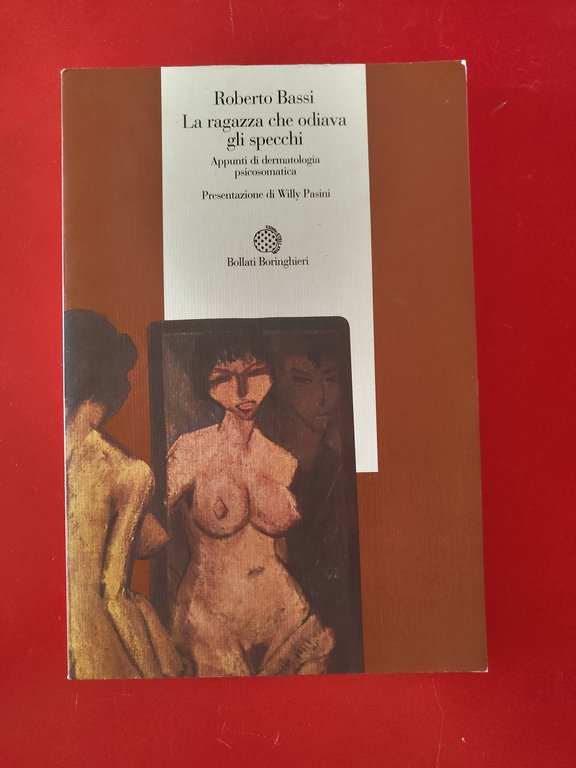 Roberto Bassi
La ragazza che odiava
gli specchi
Appunti di dermatologia
psicosomatica
Presentazione di Willy Pasini
Bollati Boringhieri